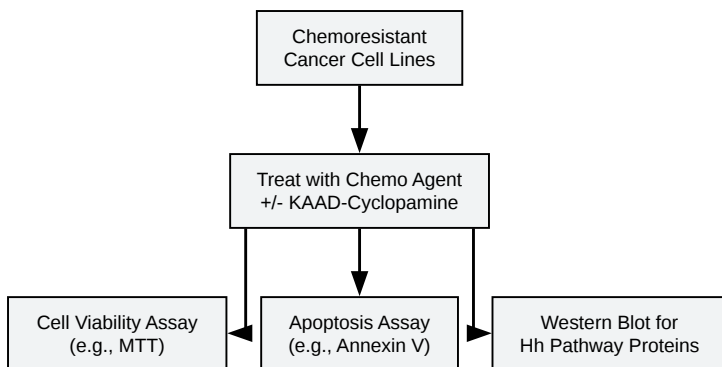 Chemoresistant
Cancer Cell Lines
Treat with Chemo Agent
+/- KAAD-Cyclopamine
Cell Viability Assay
(e.g., MTT)
Apoptosis Assay
(e.g., Annexin V)
Western Blot for
Hh Pathway Proteins